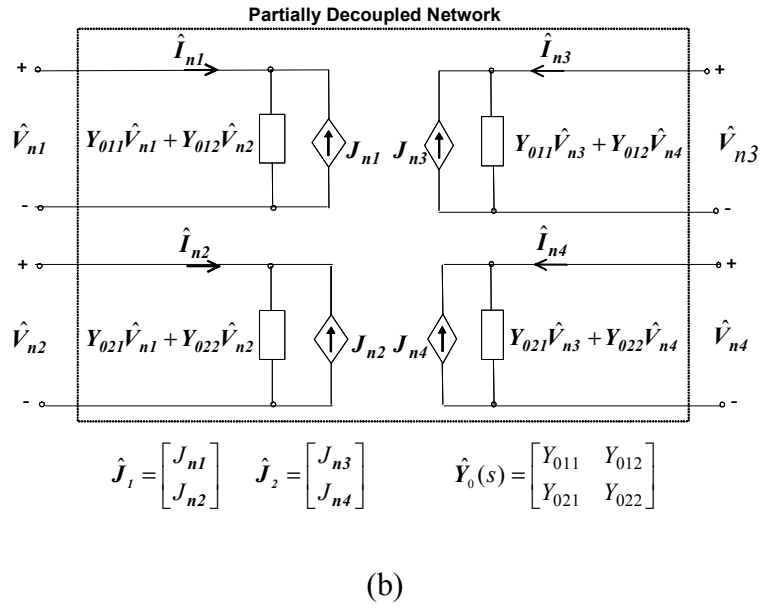 Partially Decoupled Network
Î_n1 Î_n3
+ +
V̂_n1 Y_011V̂_n1 + Y_012V̂_n2 J_n1 J_n3 Y_011V̂_n3 + Y_012V̂_n4 V̂_n3
- -
Î_n2 Î_n4
+ +
V̂_n2 Y_021V̂_n1 + Y_022V̂_n2 J_n2 J_n4 Y_021V̂_n3 + Y_022V̂_n4 V̂_n4
- -
Ĵ_1 = [J_n1 J_n2] Ĵ_2 = [J_n3 J_n4] Ŷ_0(s) = [Y_011 Y_012 Y_021 Y_022]
(b)